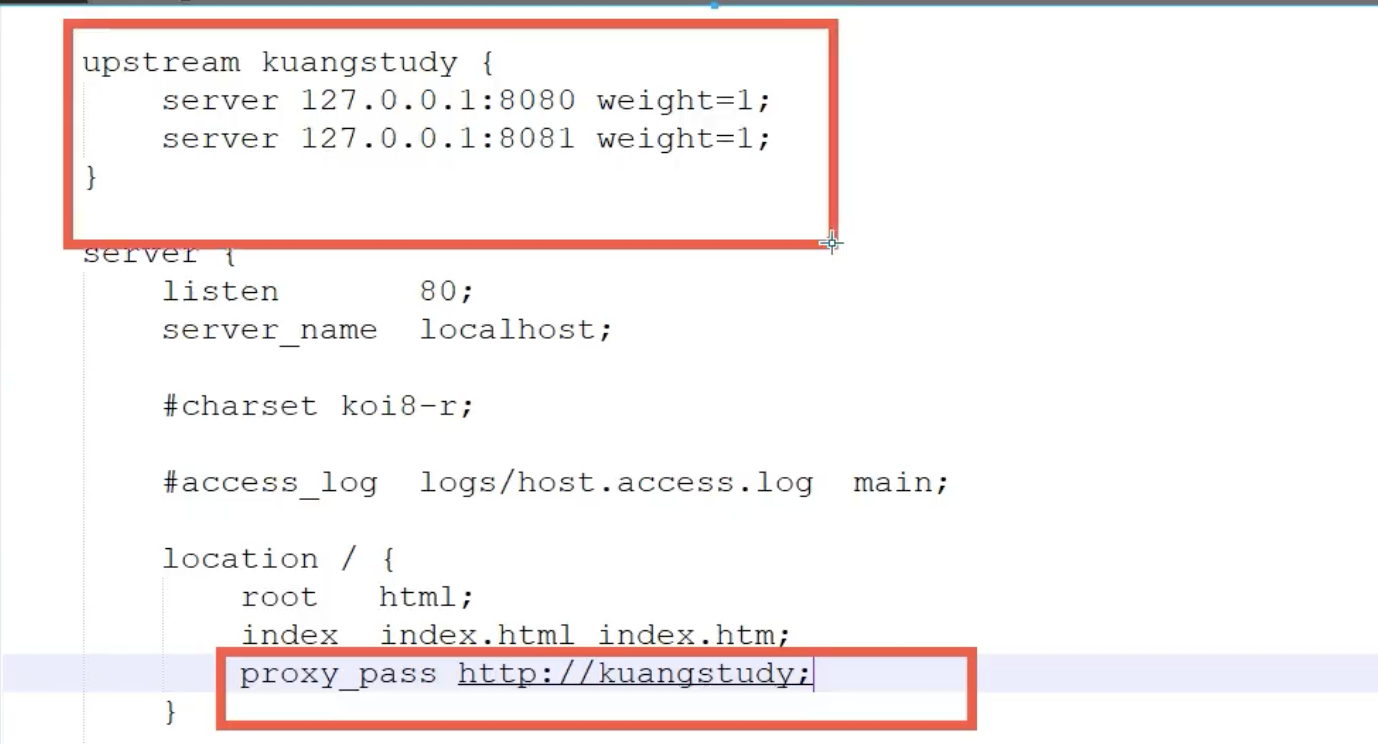 upstream kuangstudy {
server 127.0.0.1:8080 weight=1;
server 127.0.0.1:8081 weight=1;
}
server {
listen 80;
server_name localhost;
#charset koi8-r;
#access_log logs/host.access.log main;
location / {
root html;
index index.html index.htm;
proxy_pass http://kuangstudy;
}